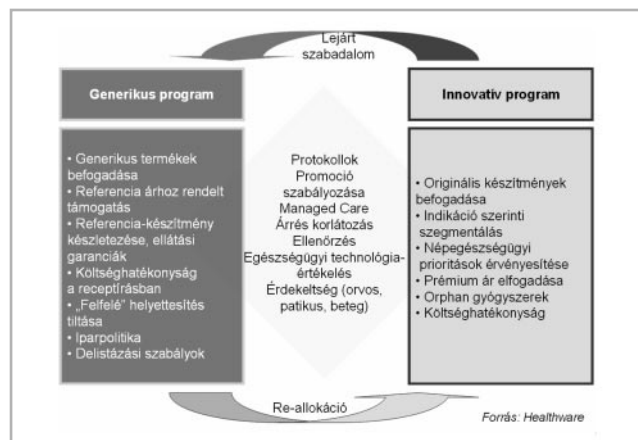 Lejárt
szabadalom
Generikus program
Innovatív program
• Generikus termékek
befogadása
• Referencia árhoz rendelt
támogatás
• Referencia-készítmény
készletezése, ellátási
garanciák
• Költséghatékonyság
a receptírásban
• „Felfelé” helyettesítés
tiltása
• Iparpolitika
• Delistázási szabályok
Protokollok
Promoció
szabályozása
Managed Care
Árrés korlátozás
Ellenőrzés
Egészségügyi technológia-
értékelés
Érdekeltség (orvos,
patikus, beteg)
• Originális készítmények
befogadása
• Indikáció szerinti
szegmentálás
• Népegészségügyi
prioritások érvényesítése
• Prémium ár elfogadása
• Orphan gyógyszerek
• Költséghatékonyság
Re-allokáció
Forrás: Healthware